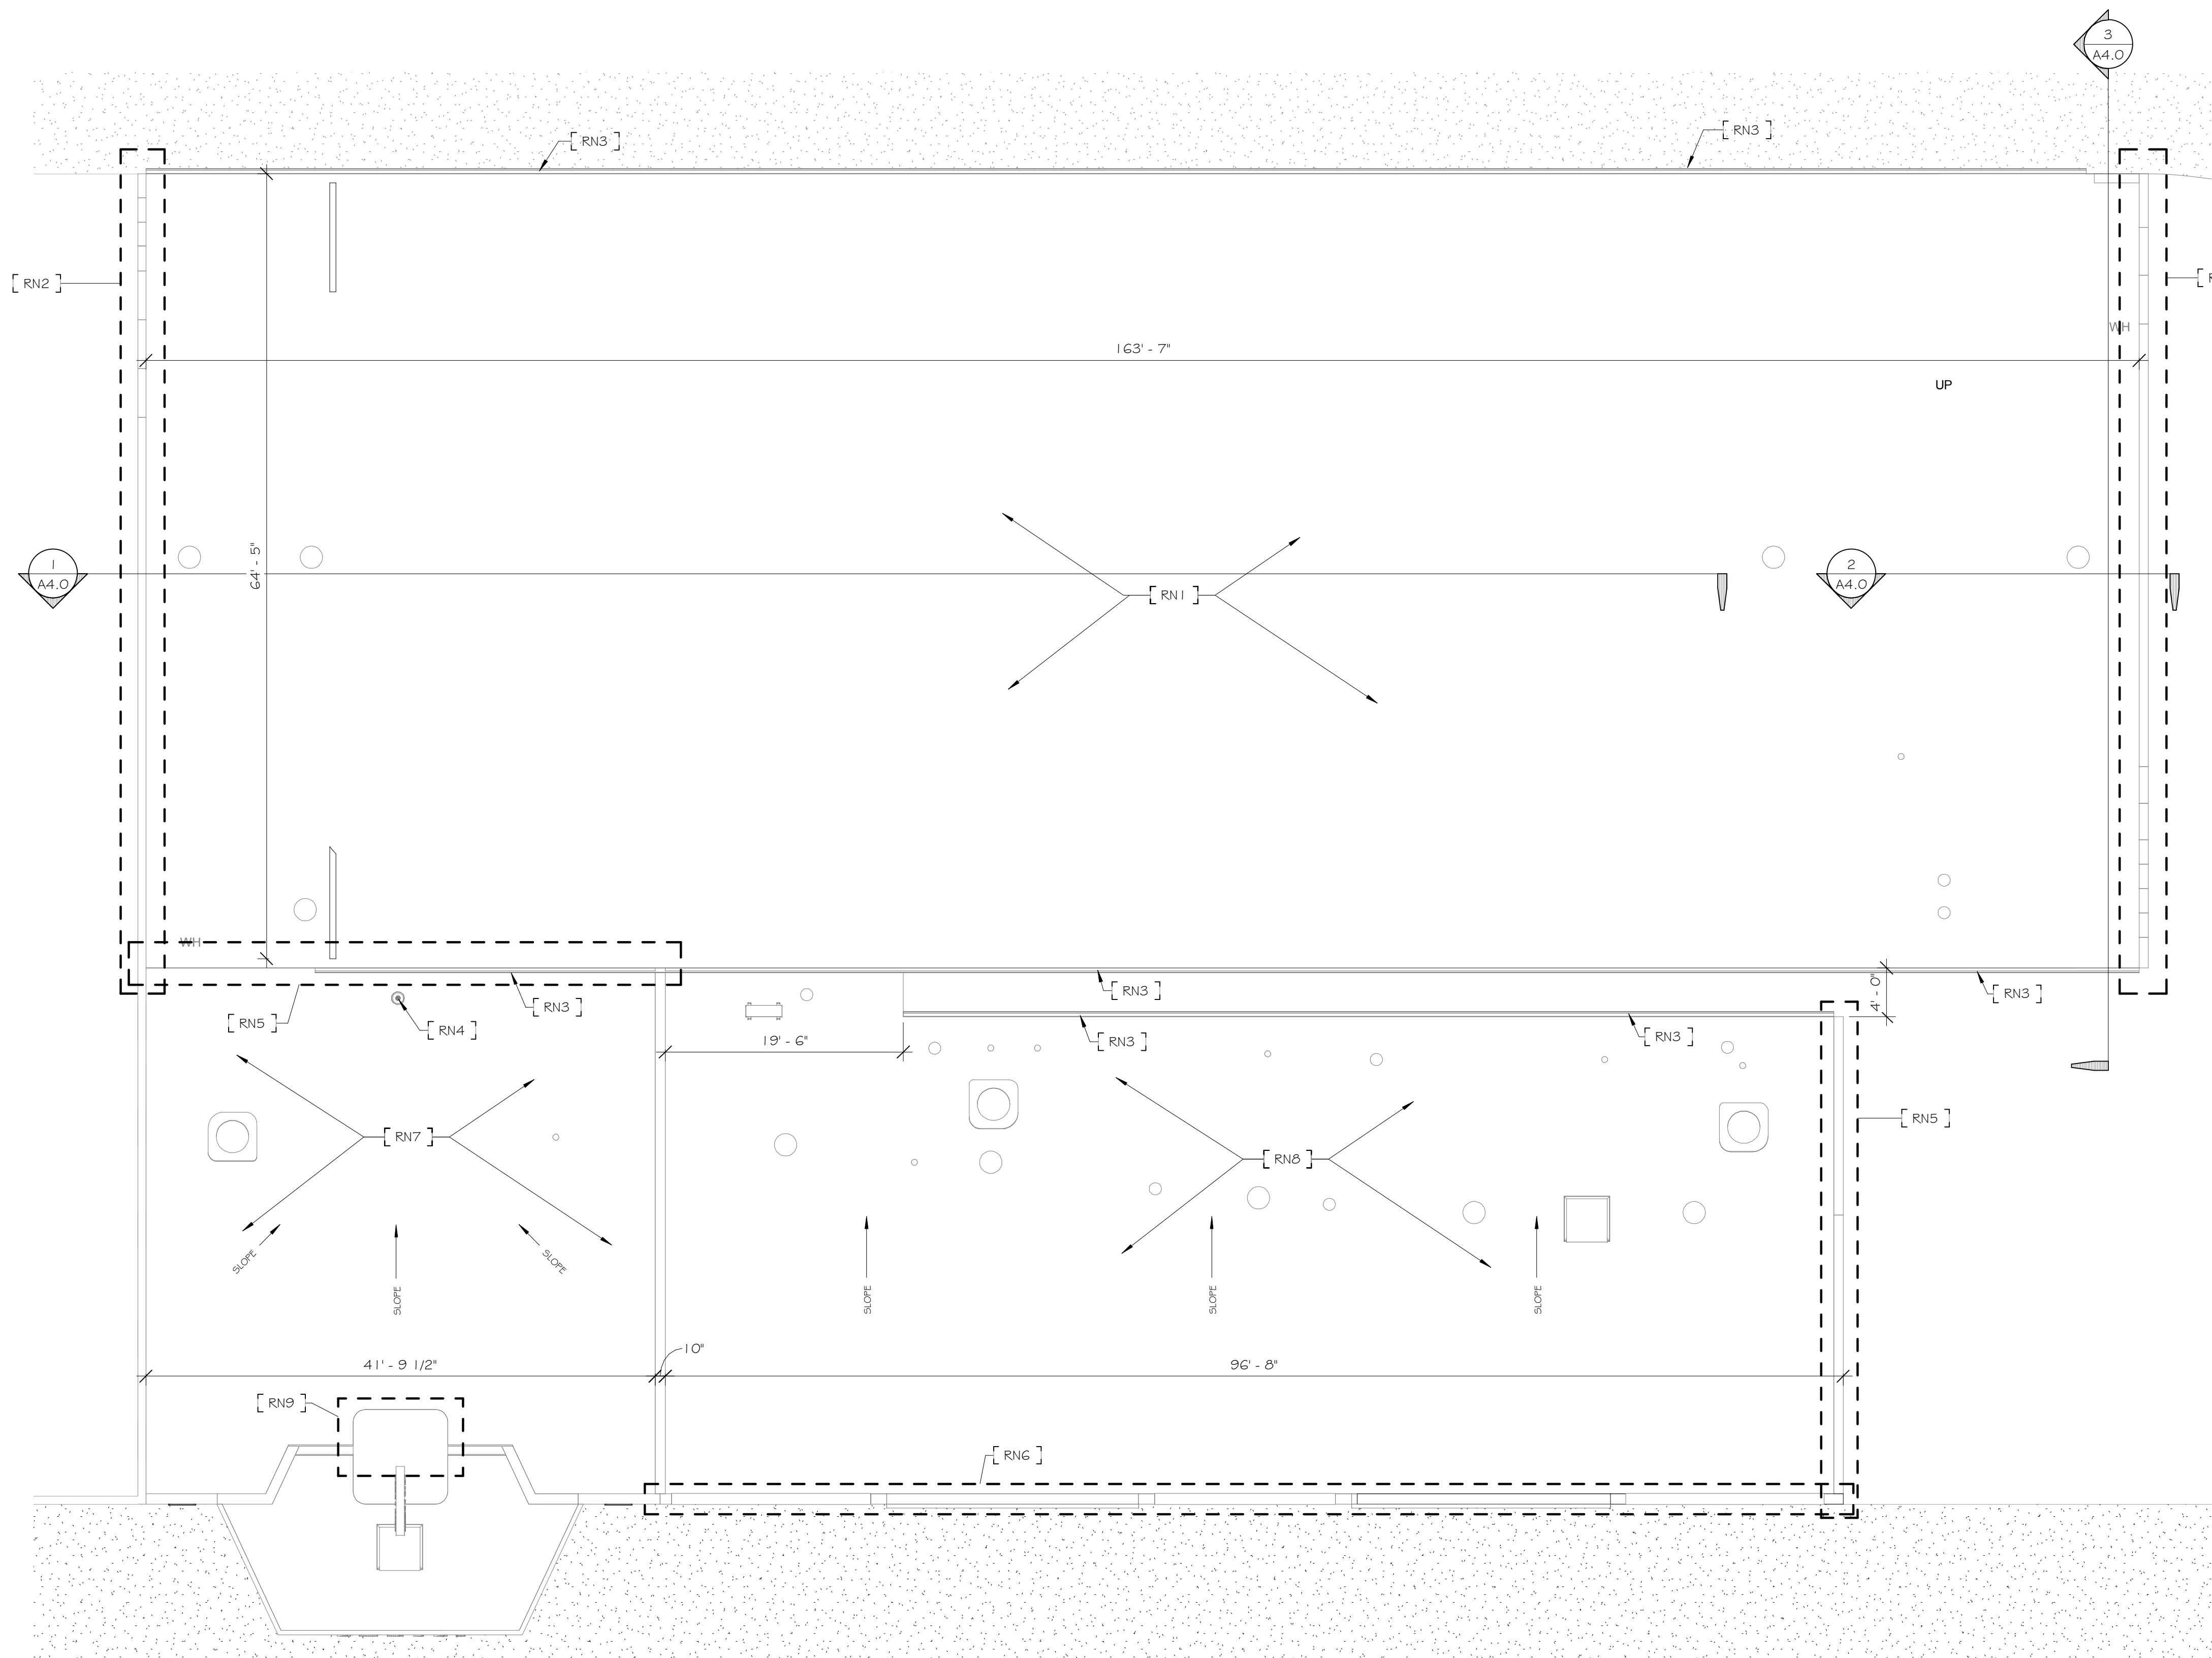 3
A4.0
RN3
RN3
RN2
R
WH
163' - 7"
UP
64' - 5"
1
A4.0
2
A4.0
RN1
WH
RN3
RN3
4' - 0"
RN3
RN5
RN4
RN3
RN3
19' - 6"
RN5
RN7
RN8
SLOPE
SLOPE
SLOPE
SLOPE
SLOPE
SLOPE
10"
41' - 9 1/2"
96' - 8"
RN9
RN6